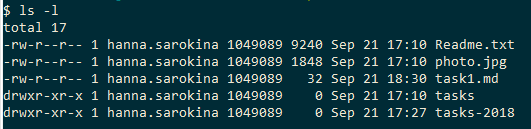 $ ls -l
total 17
-rw-r--r-- 1 hanna.sarokina 1049089 9240 Sep 21 17:10 Readme.txt
-rw-r--r-- 1 hanna.sarokina 1049089 1848 Sep 21 17:10 photo.jpg
-rw-r--r-- 1 hanna.sarokina 1049089   32 Sep 21 18:30 task1.md
drwxr-xr-x 1 hanna.sarokina 1049089    0 Sep 21 17:10 tasks
drwxr-xr-x 1 hanna.sarokina 1049089    0 Sep 21 17:27 tasks-2018